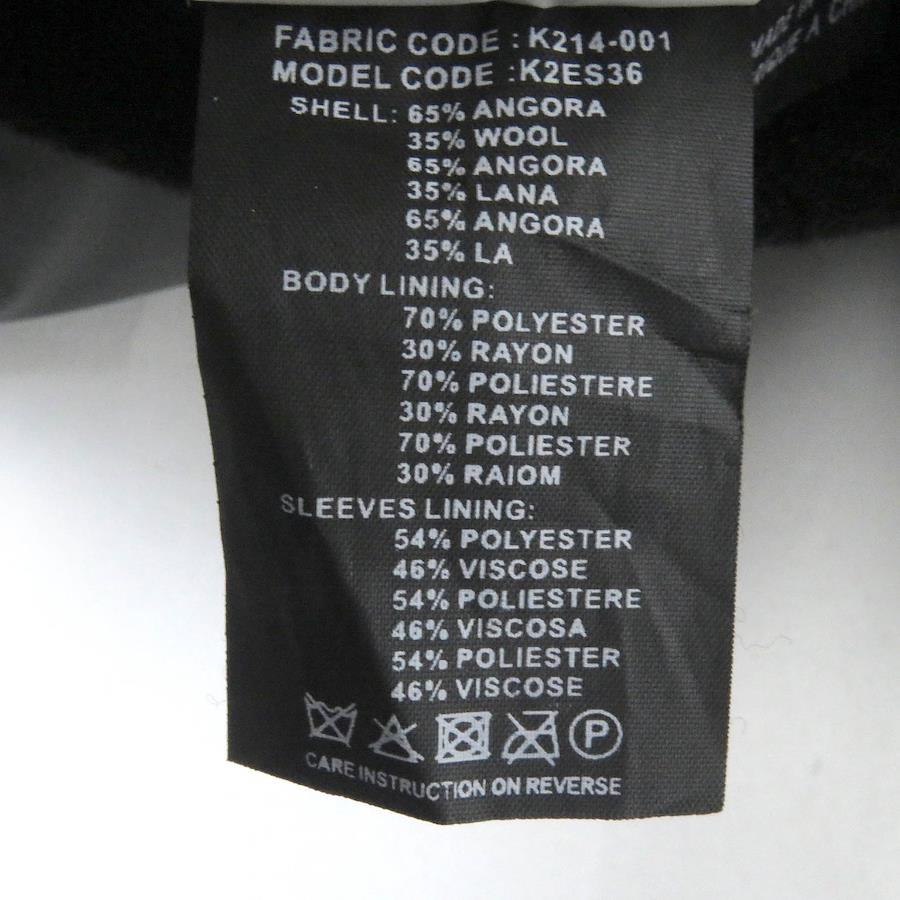 FABRIC CODE : K214-001
MODEL CODE :K2ES36
SHELL: 65% ANGORA
35% WOOL
65% ANGORA
35% LANA
65% ANGORA
35% LA
BODY LINING:
70% POLYESTER
30% RAYON
70% POLIESTERE
30% RAYON
70% POLIESTER
30% RAIOM
SLEEVES LINING:
54% POLYESTER
46% VISCOSE
54% POLIESTERE
46% VISCOSA
54% POLIESTER
46% VISCOSE
P
CARE INSTRUCTION ON REVERSE
MADE IN
A